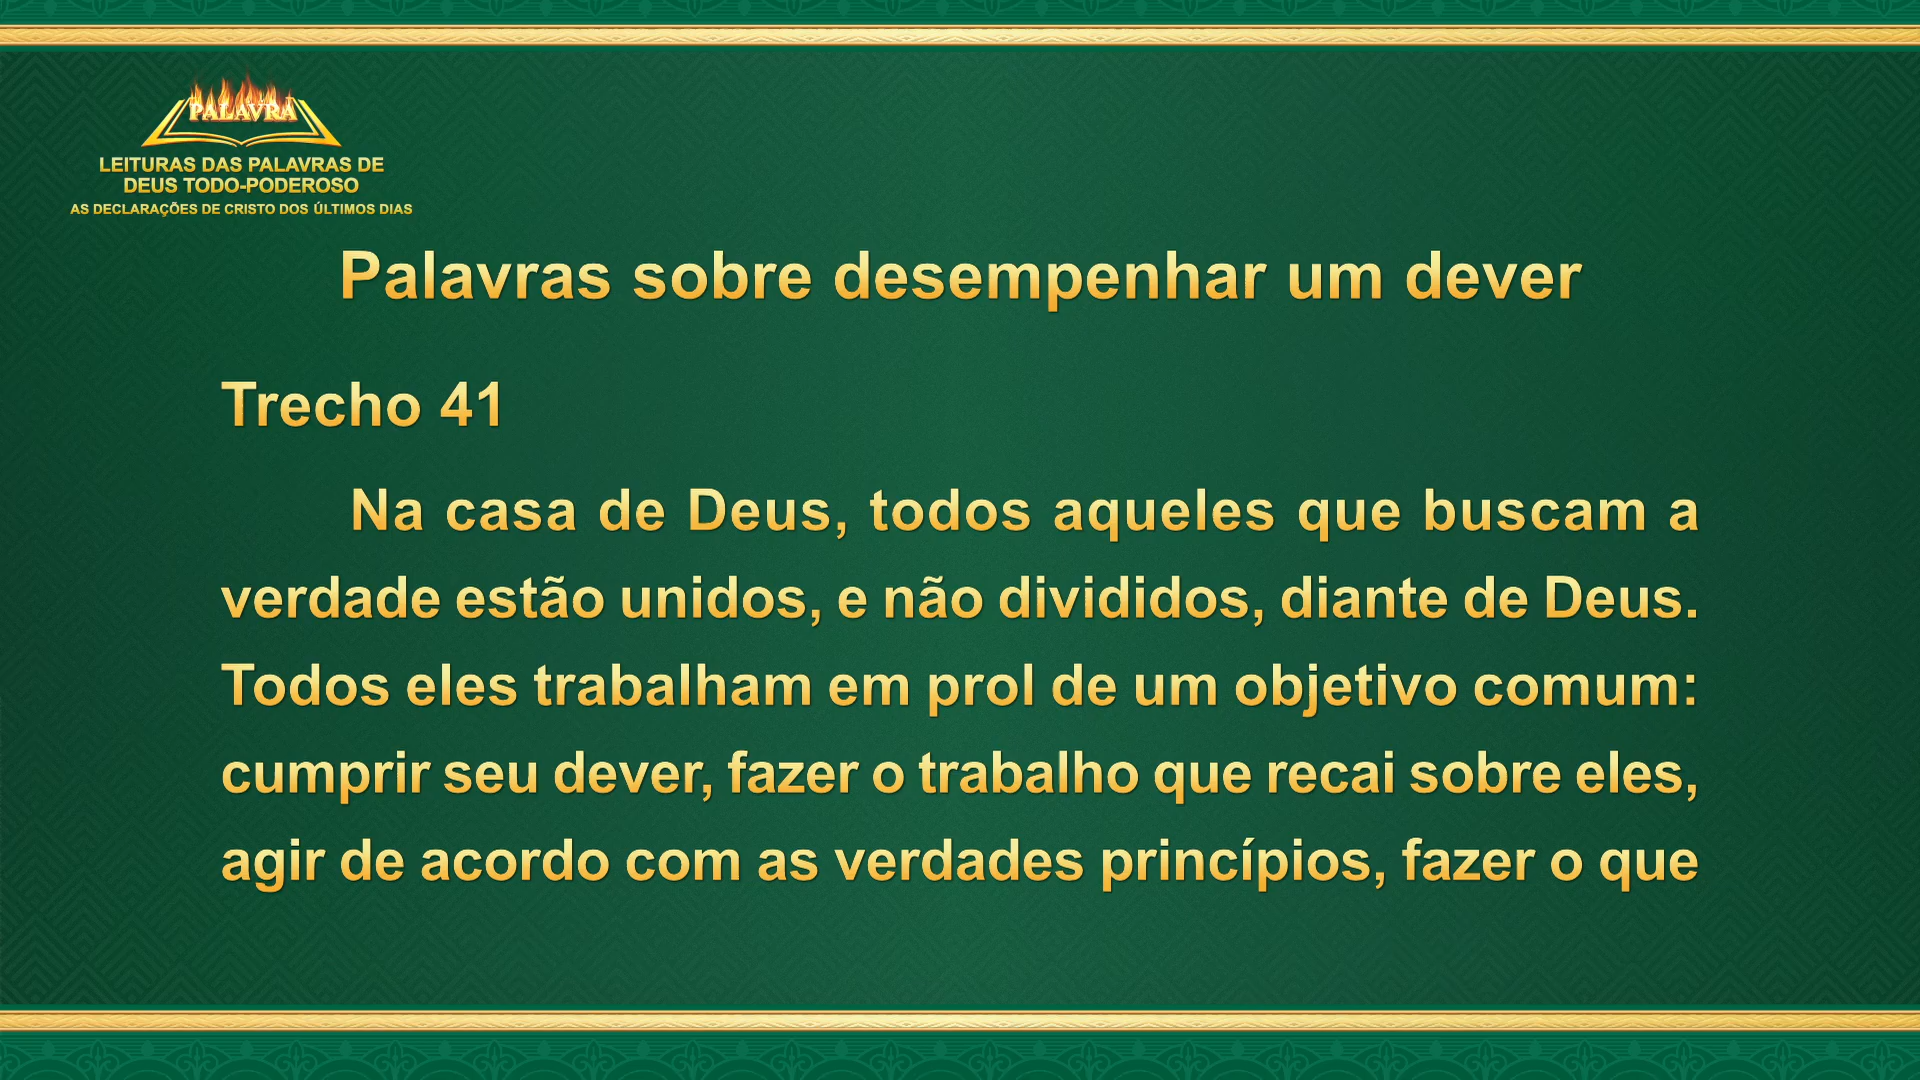 PALAVRA
LEITURAS DAS PALAVRAS DE
DEUS TODO-PODEROSO
AS DECLARAÇÕES DE CRISTO DOS ÚLTIMOS DIAS
Palavras sobre desempenhar um dever
Trecho 41
Na casa de Deus, todos aqueles que buscam a
verdade estão unidos, e não divididos, diante de Deus.
Todos eles trabalham em prol de um objetivo comum:
cumprir seu dever, fazer o trabalho que recai sobre eles,
agir de acordo com as verdades princípios, fazer o que